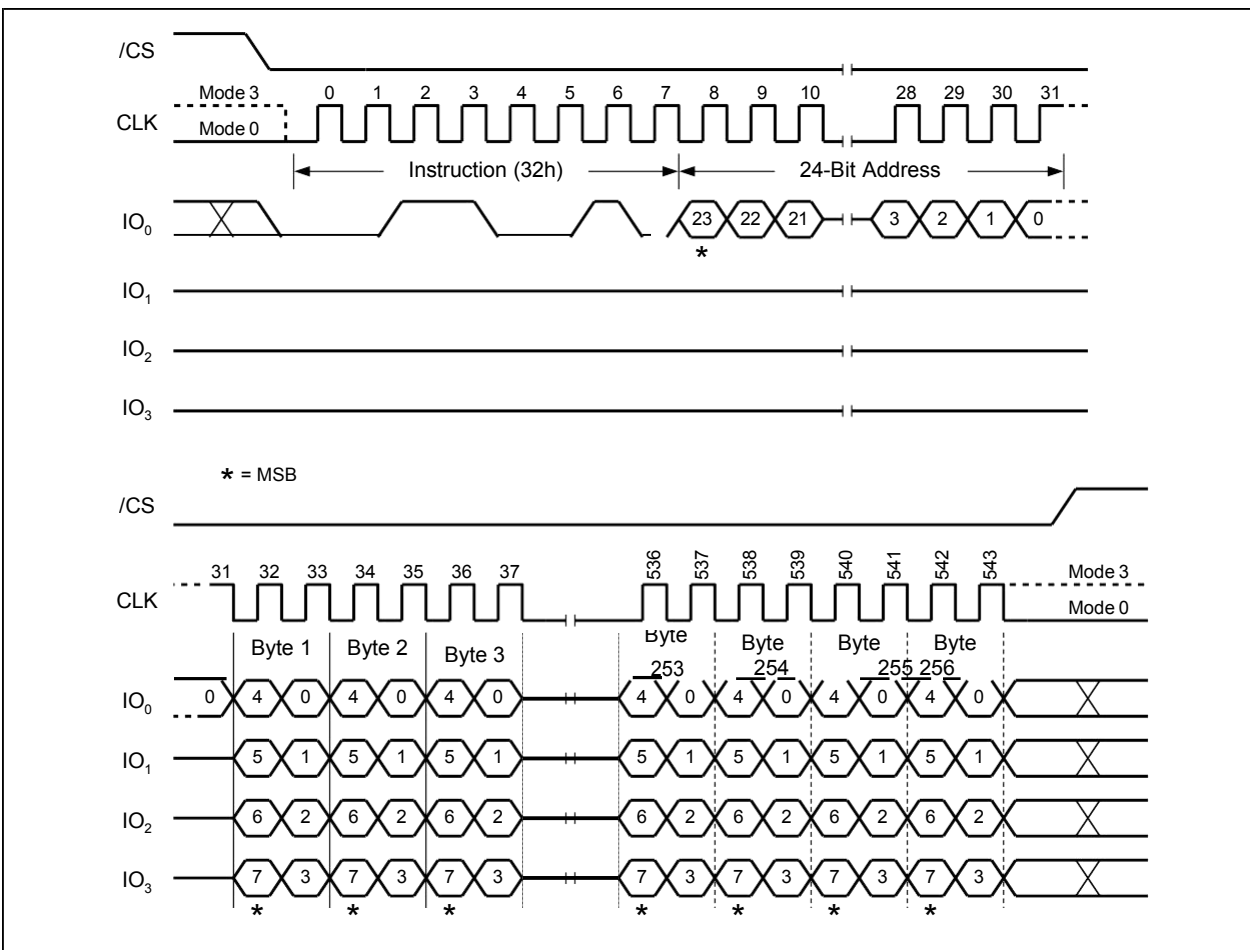 /CS
Mode 3
0 1 2 3 4 5 6 7 8 9 10 28 29 30 31
CLK
Mode 0
Instruction (32h) 24-Bit Address
IO0 23 22 21 3 2 1 0
*
IO1
IO2
IO3
* = MSB
/CS
31 32 33 34 35 36 37 536 537 538 539 540 541 542 543
Mode 3
CLK
Mode 0
Byte 1 Byte 2 Byte 3 Byte 253 Byte 254 Byte 255 Byte 256
IO0 0 4 0 4 0 4 0 4 0 4 0 4 0 4 0
IO1 5 1 5 1 5 1 5 1 5 1 5 1 5 1
IO2 6 2 6 2 6 2 6 2 6 2 6 2 6 2
IO3 7 3 7 3 7 3 7 3 7 3 7 3 7 3
* * * * * * *